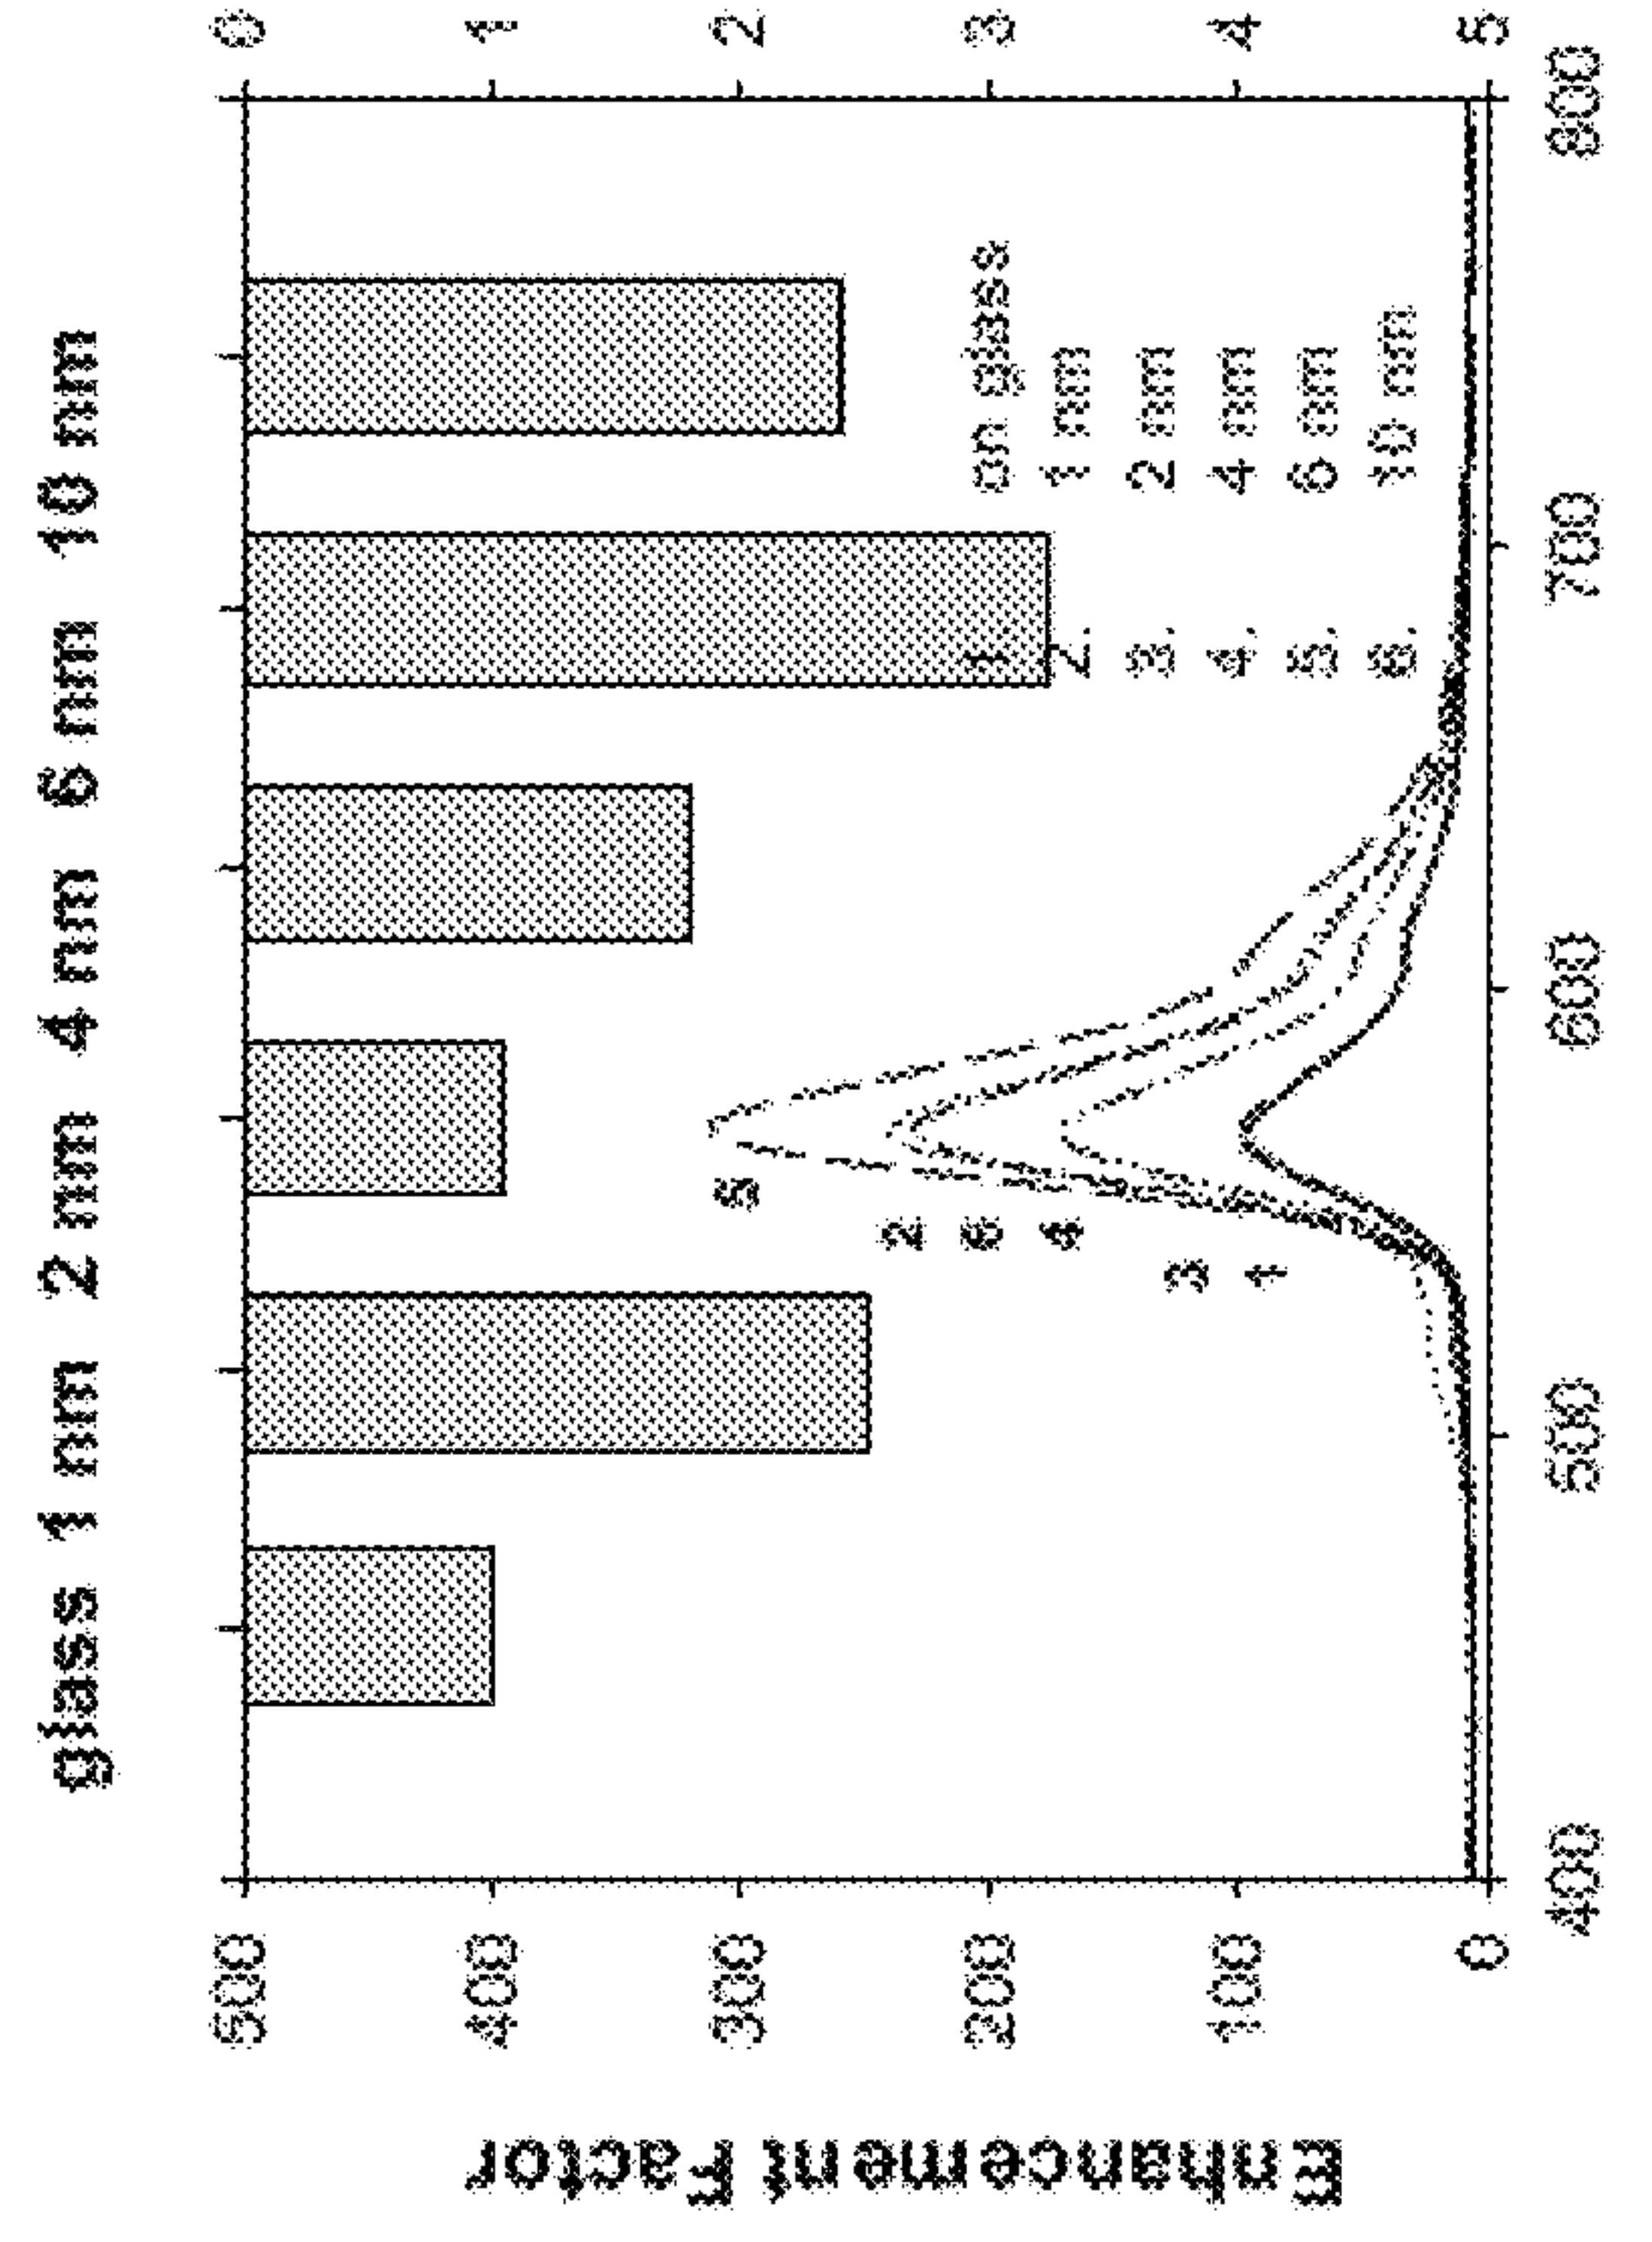 glass 1 nm 2 nm 4 nm 6 nm 10 nm
500
400
300
200
100
0
Enhancement Factor
0
1
2
3
4
5
1. on glass
2. 1 nm
3. 2 nm
4. 4 nm
5. 6 nm
6. 10 nm
5
2
6
4
3
1
400 500 600 700 800